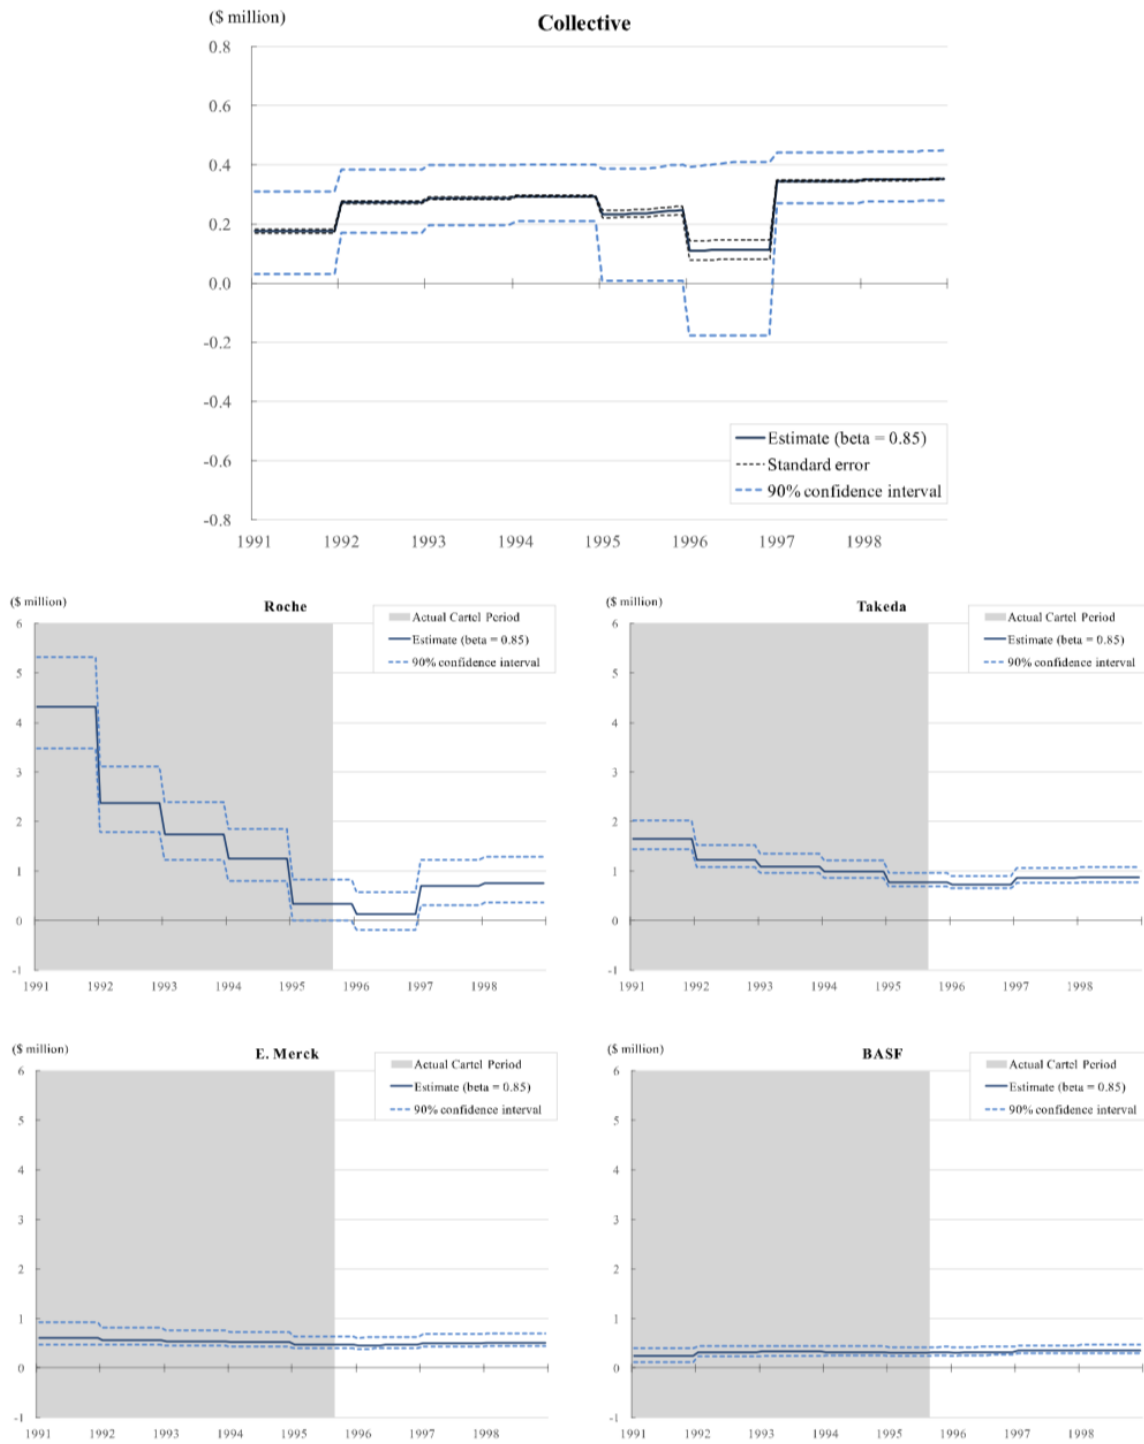 ($ million)
Collective
0.8
0.6
0.4
0.2
0.0
-0.2
-0.4
-0.6
-0.8
Estimate (beta = 0.85)
Standard error
90% confidence interval
1991 1992 1993 1994 1995 1996 1997 1998
($ million)
Roche
Actual Cartel Period
Estimate (beta = 0.85)
90% confidence interval
6
5
4
3
2
1
0
-1
1991 1992 1993 1994 1995 1996 1997 1998
($ million)
Takeda
Actual Cartel Period
Estimate (beta = 0.85)
90% confidence interval
6
5
4
3
2
1
0
-1
1991 1992 1993 1994 1995 1996 1997 1998
($ million)
E. Merck
Actual Cartel Period
Estimate (beta = 0.85)
90% confidence interval
6
5
4
3
2
1
0
-1
1991 1992 1993 1994 1995 1996 1997 1998
($ million)
BASF
Actual Cartel Period
Estimate (beta = 0.85)
90% confidence interval
6
5
4
3
2
1
0
-1
1991 1992 1993 1994 1995 1996 1997 1998